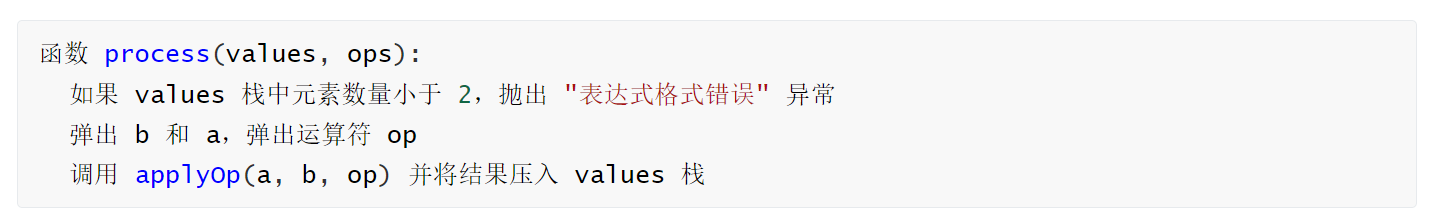 函数 process(values, ops):
如果 values 栈中元素数量小于 2，抛出 "表达式格式错误" 异常
弹出 b 和 a，弹出运算符 op
调用 applyOp(a, b, op) 并将结果压入 values 栈